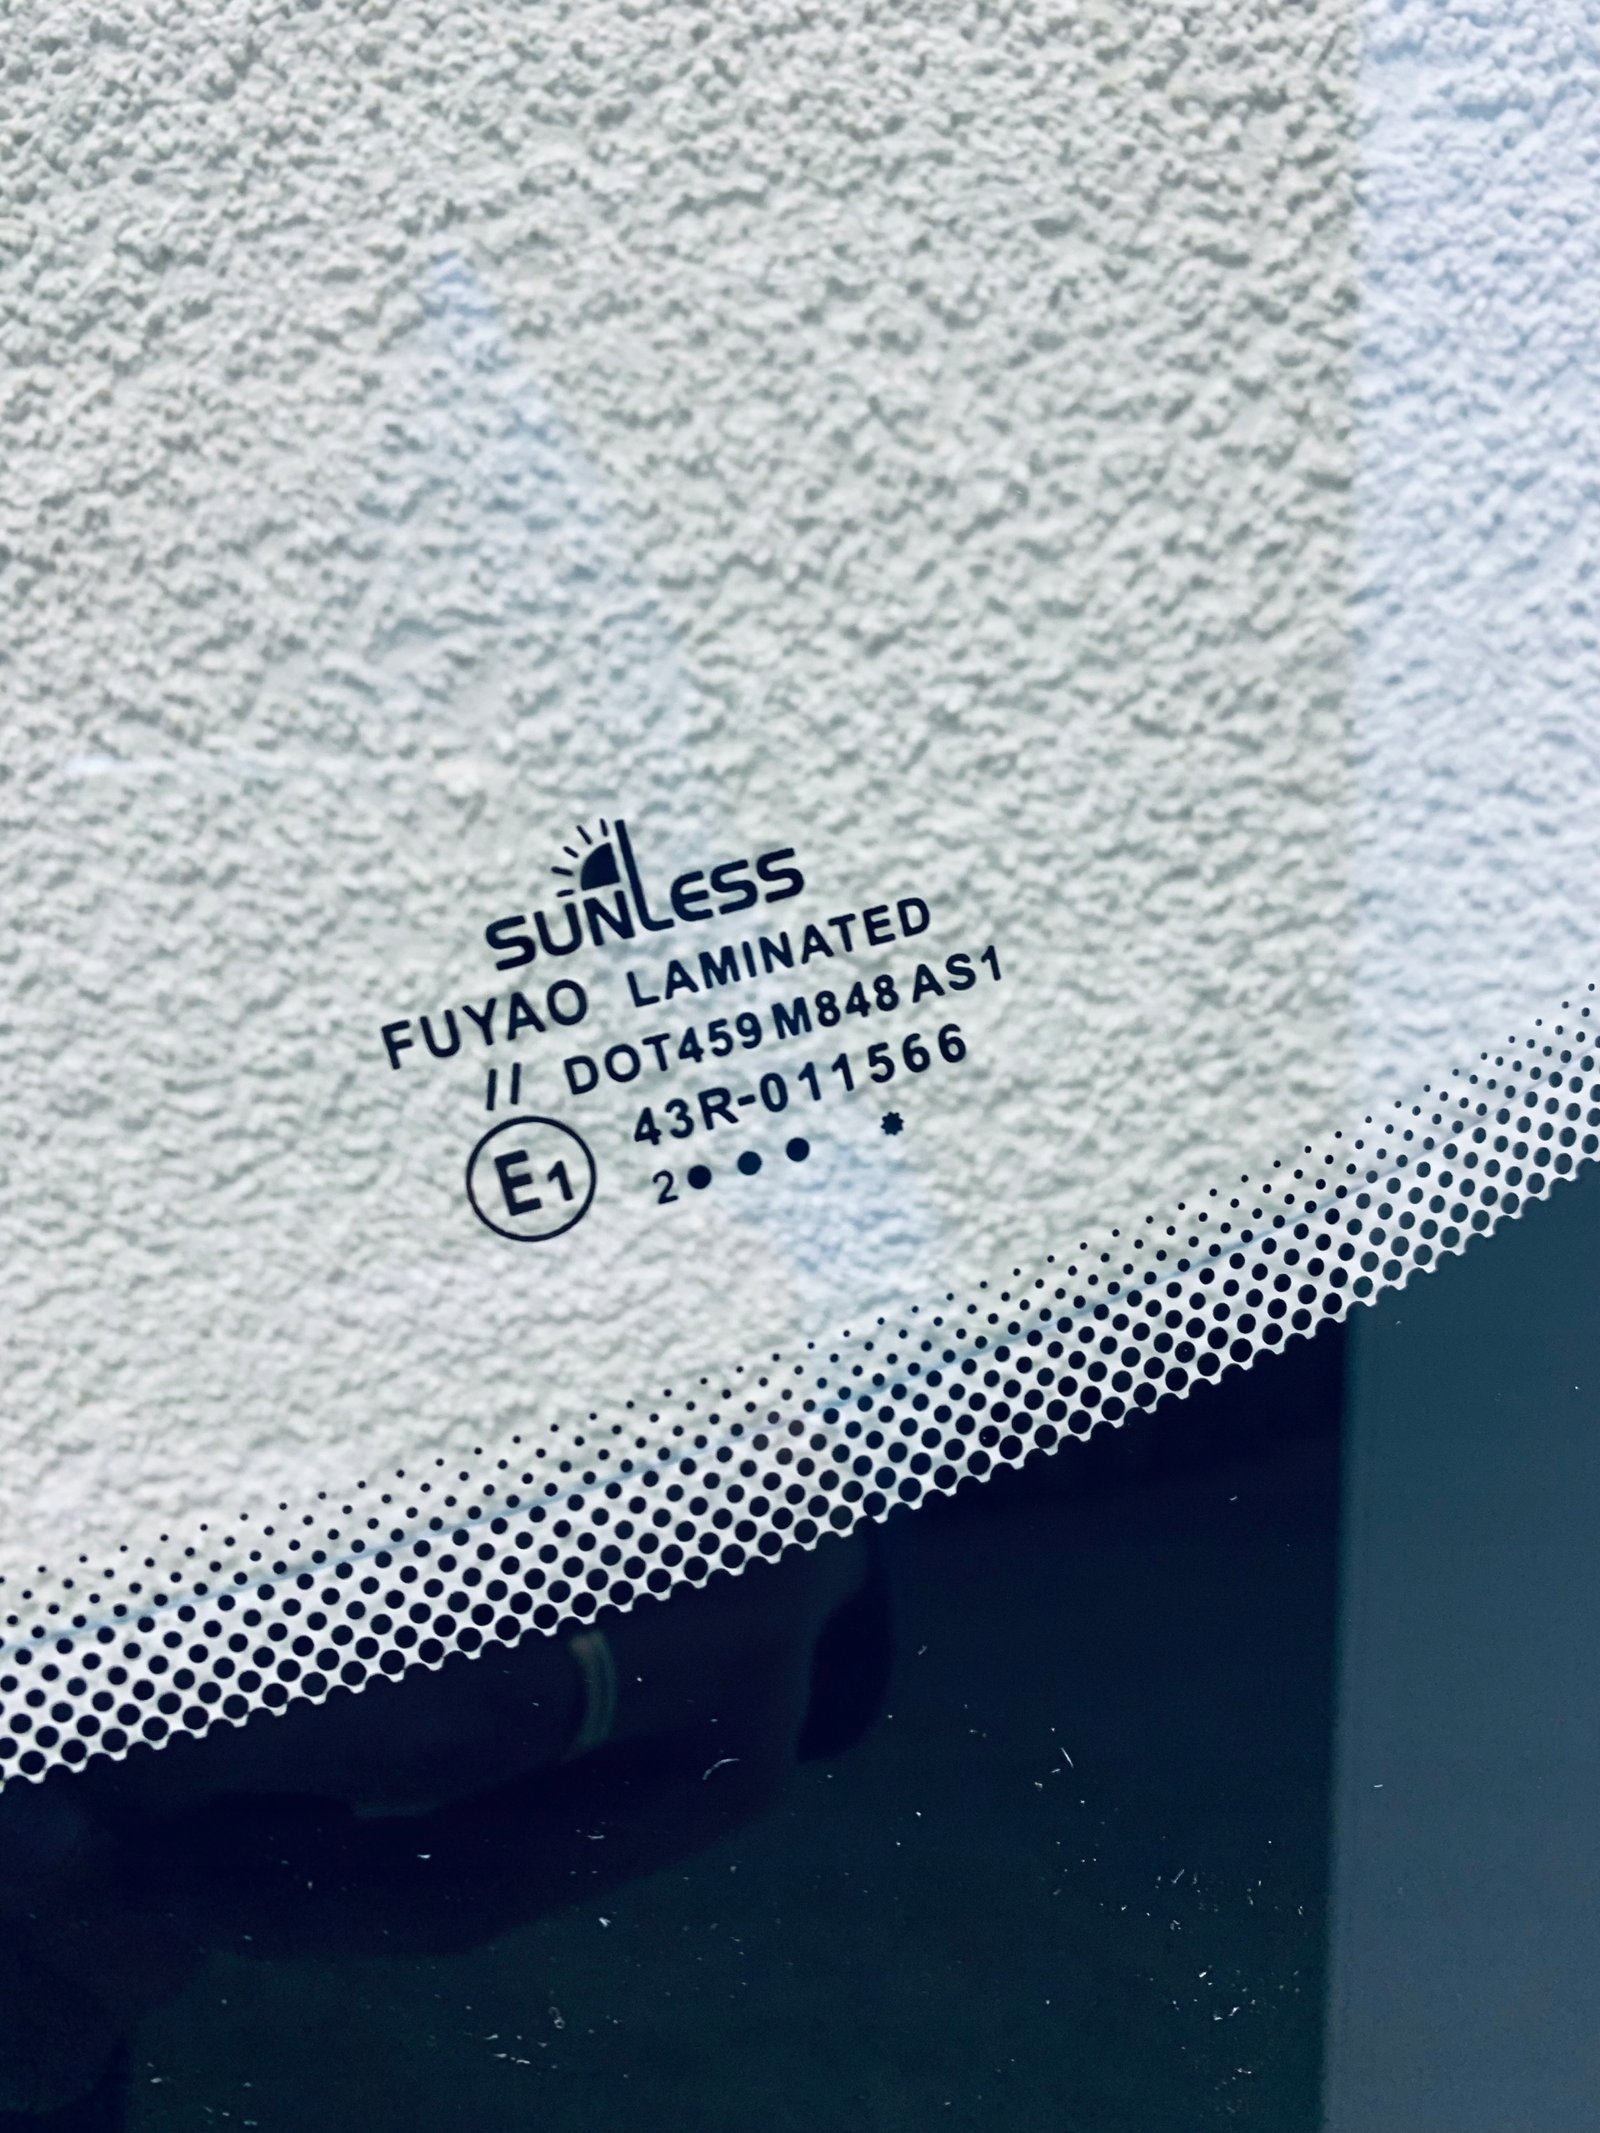 SUNLESS
FUYAO LAMINATED
// DOT459 M848 AS1
43R-011566
E1
2● ● ● *